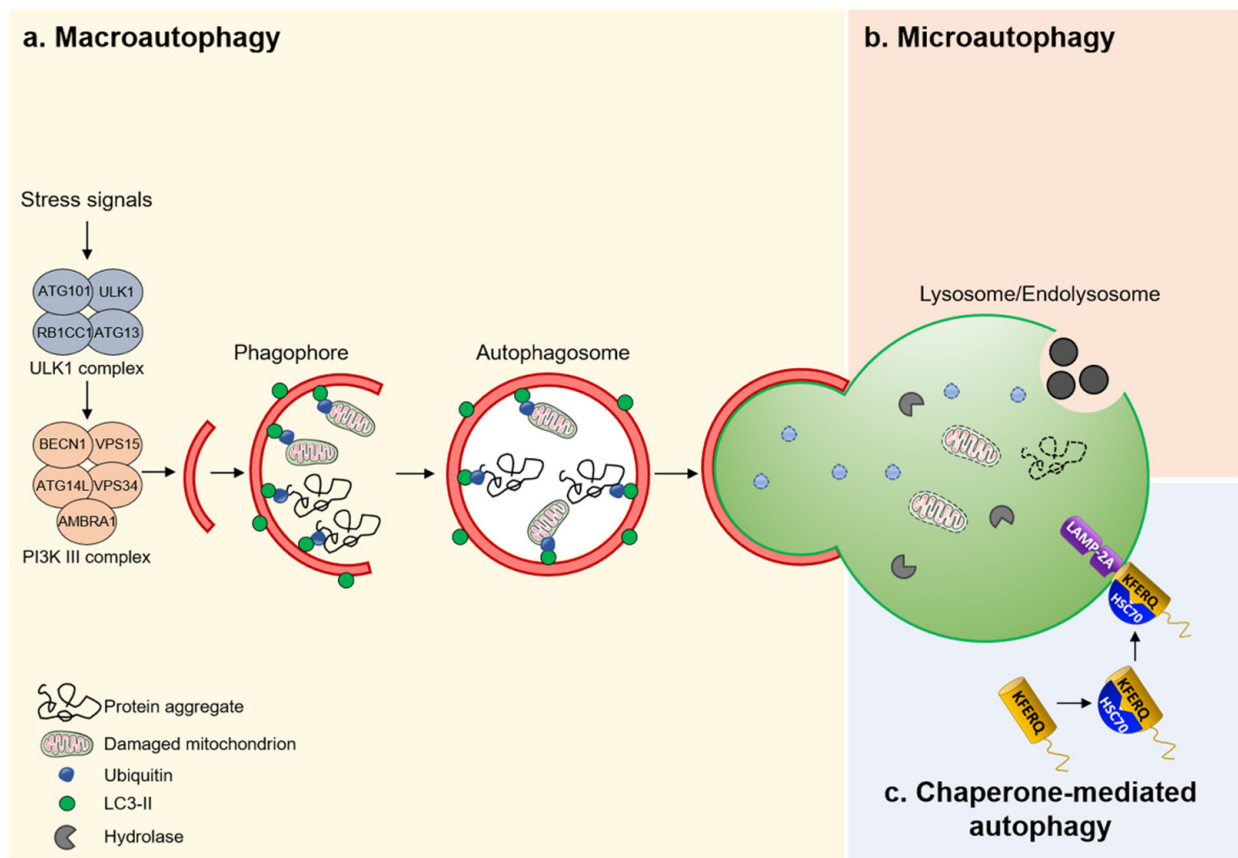 a. Macroautophagy
b. Microautophagy
Stress signals
ATG101 ULK1
RB1CC1 ATG13
ULK1 complex
BECN1 VPS15
ATG14L VPS34
AMBRA1
PI3K III complex
Phagophore
Autophagosome
Lysosome/Endolysosome
LAMP-2A
KFERQ
HSC70
KFERQ
KFERQ
HSC70
Protein aggregate
Damaged mitochondrion
Ubiquitin
LC3-II
Hydrolase
c. Chaperone-mediated
autophagy